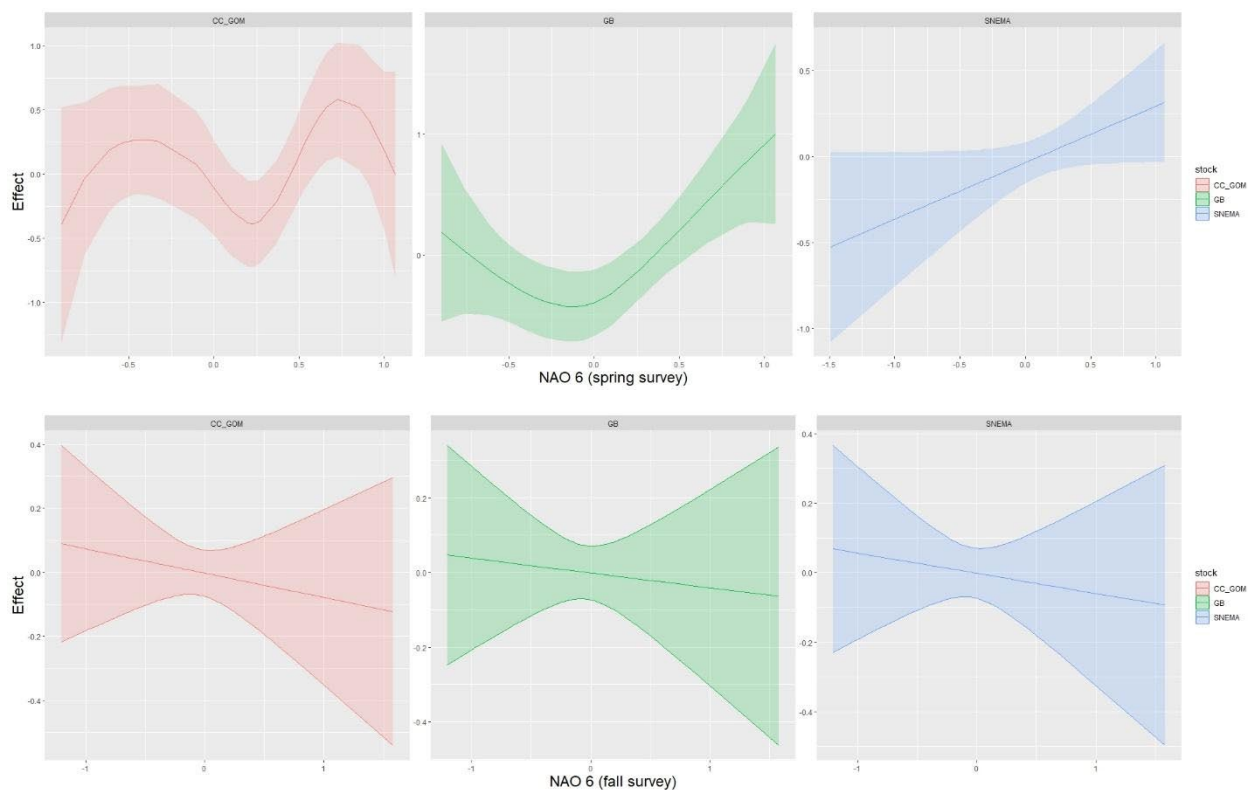 CC_GOM GB SNEMA
Effect
1.0
0.5
0.0
-0.5
-1.0
-0.5 0.0 0.5 1.0
1
0
-0.5 0.0 0.5 1.0
0.5
0.0
-0.5
-1.0
-1.5 -1.0 -0.5 0.0 0.5 1.0
NAO 6 (spring survey)
stock
CC_GOM
GB
SNEMA
CC_GOM GB SNEMA
Effect
0.4
0.2
0.0
-0.2
-0.4
-1 0 1
0.2
0.0
-0.2
-0.4
-1 0 1
0.4
0.2
0.0
-0.2
-0.4
-1 0 1
NAO 6 (fall survey)
stock
CC_GOM
GB
SNEMA